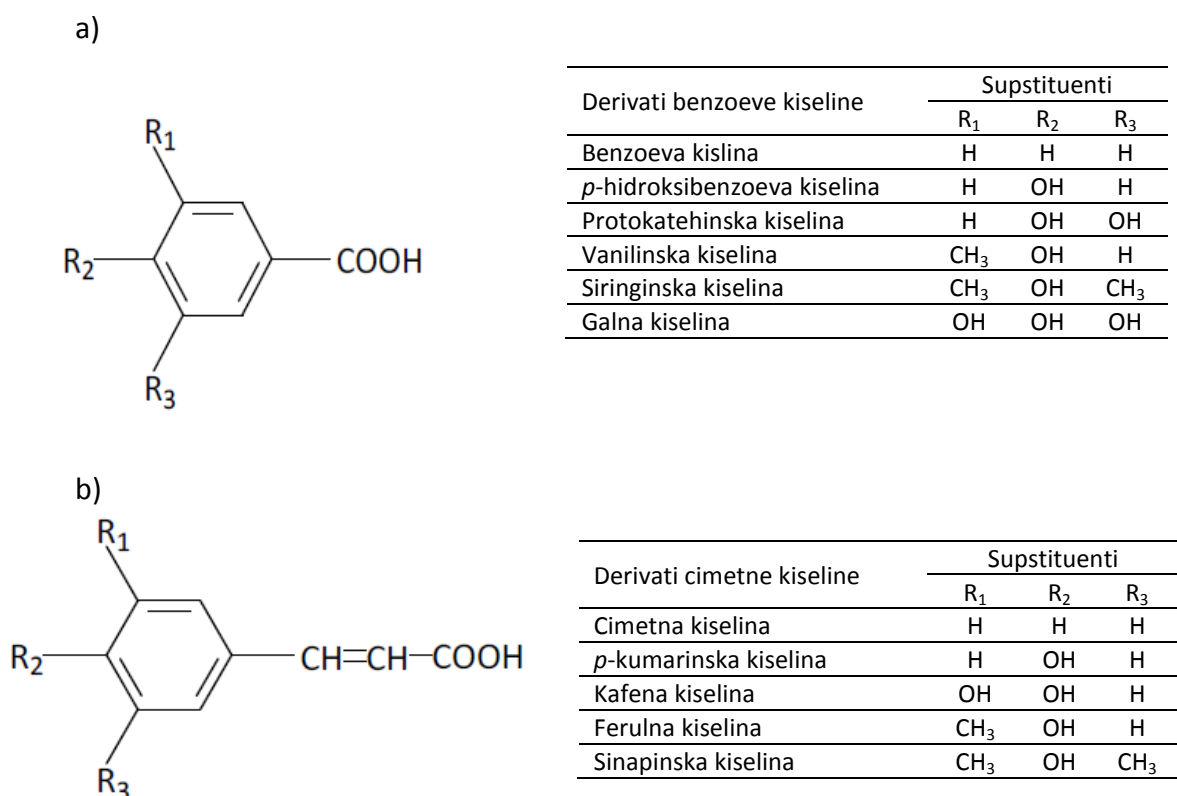 a)
R₁
R₂
COOH
R₃
Derivati benzoeve kiseline Supstituenti
R₁ R₂ R₃
Benzoeva kislina H H H
p-hidroksibenzoeva kiselina H OH H
Protokatehinska kiselina H OH OH
Vanilinska kiselina CH₃ OH H
Siringinska kiselina CH₃ OH CH₃
Galna kiselina OH OH OH
b)
R₁
R₂
CH=CH-COOH
R₃
Derivati cimetne kiseline Supstituenti
R₁ R₂ R₃
Cimetna kiselina H H H
p-kumarinska kiselina H OH H
Kafena kiselina OH OH H
Ferulna kiselina CH₃ OH H
Sinapinska kiselina CH₃ OH CH₃